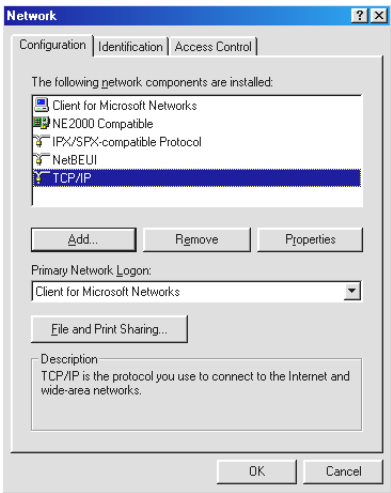 Network
Configuration Identification Access Control
The following network components are installed:
Client for Microsoft Networks
NE2000 Compatible
IPX/SPX-compatible Protocol
NetBEUI
TCP/IP
Add... Remove Properties
Primary Network Logon:
Client for Microsoft Networks
File and Print Sharing...
Description
TCP/IP is the protocol you use to connect to the Internet and
wide-area networks.
OK Cancel